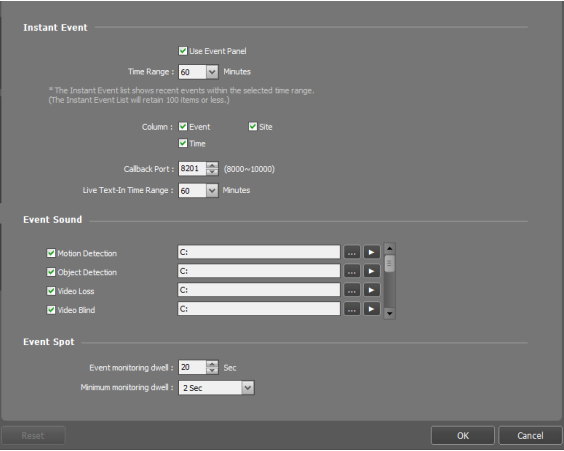 Instant Event
Use Event Panel
Time Range : 60 Minutes
* The Instant Event list shows recent events within the selected time range.
(The Instant Event List will retain 100 items or less.)
Column : Event Site
Time
Callback Port : 8201 (8000~10000)
Live Text-In Time Range : 60 Minutes
Event Sound
Motion Detection C: ...
Object Detection C: ...
Video Loss C: ...
Video Blind C: ...
Event Spot
Event monitoring dwell : 20 Sec
Minimum monitoring dwell : 2 Sec
Reset OK Cancel